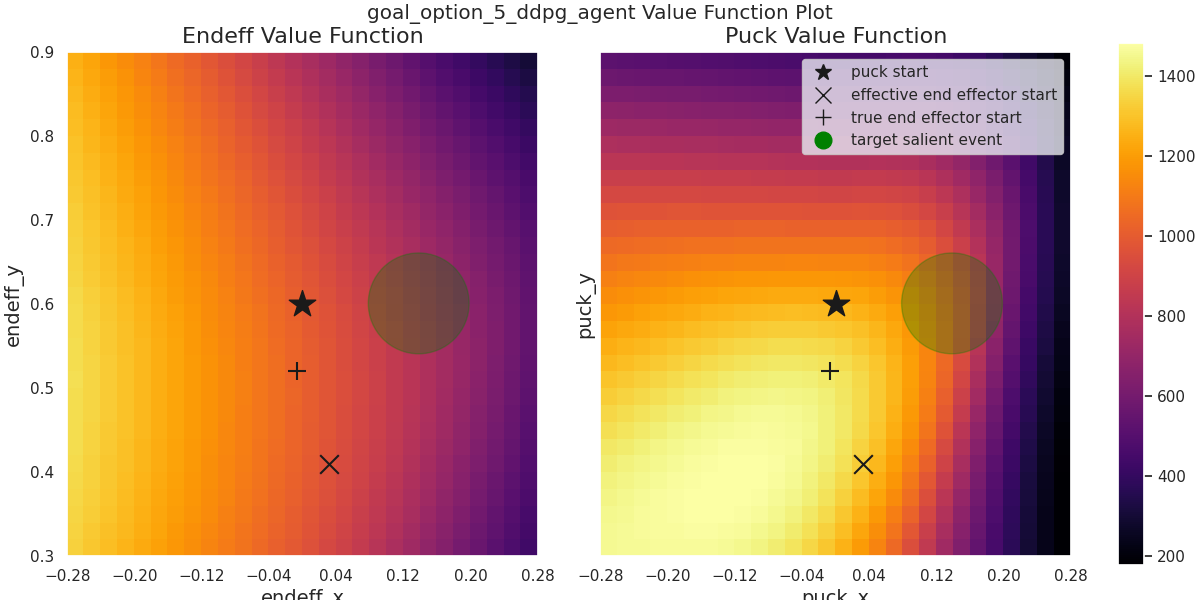 goal_option_5_ddpg_agent Value Function Plot
Endeff Value Function
Puck Value Function
endeff_y
0.9
0.8
0.7
0.6
0.5
0.4
0.3
−0.28 −0.20 −0.12 −0.04 0.04 0.12 0.20 0.28
endeff_x
puck_y
puck start
effective end effector start
true end effector start
target salient event
−0.28 −0.20 −0.12 −0.04 0.04 0.12 0.20 0.28
puck_x
1400
1200
1000
800
600
400
200